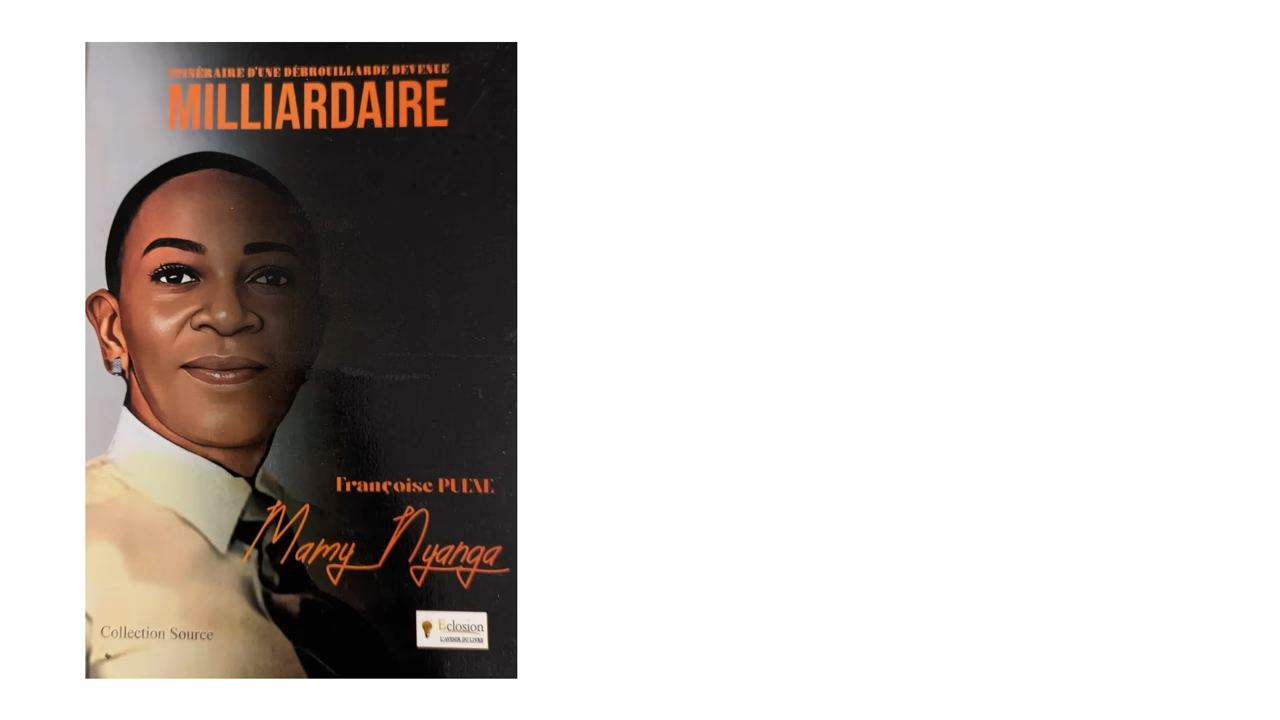 ITINÉRAIRE D'UNE DÉBROUILLARDE DEVENUE
MILLIARDAIRE
Françoise PUENE
Mamy Nyanga
Collection Source
Eclosion
L'AVENIR DU LIVRE